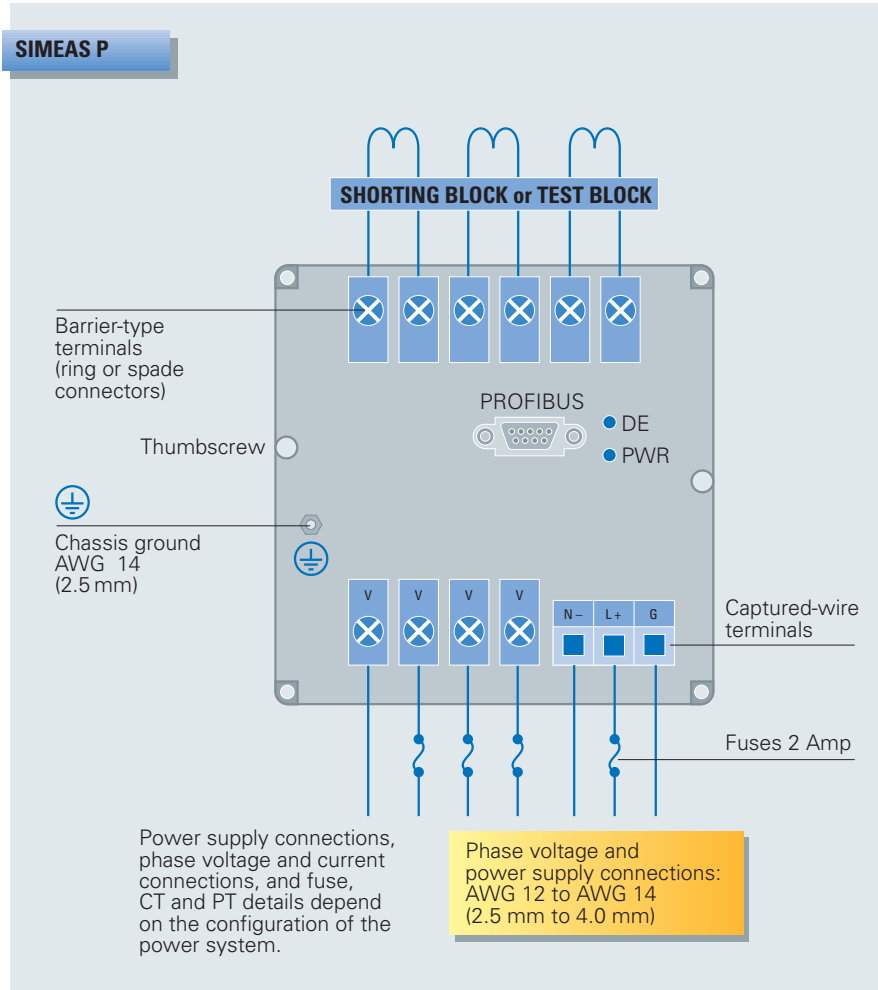 SIMEAS P
SHORTING BLOCK or TEST BLOCK
Barrier-type
terminals
(ring or spade
connectors)
PROFIBUS
DE
PWR
Thumbscrew
Chassis ground
AWG 14
(2.5 mm)
V V V V
N – L + G
Captured-wire
terminals
Fuses 2 Amp
Power supply connections,
phase voltage and current
connections, and fuse,
CT and PT details depend
on the configuration of the
power system.
Phase voltage and
power supply connections:
AWG 12 to AWG 14
(2.5 mm to 4.0 mm)